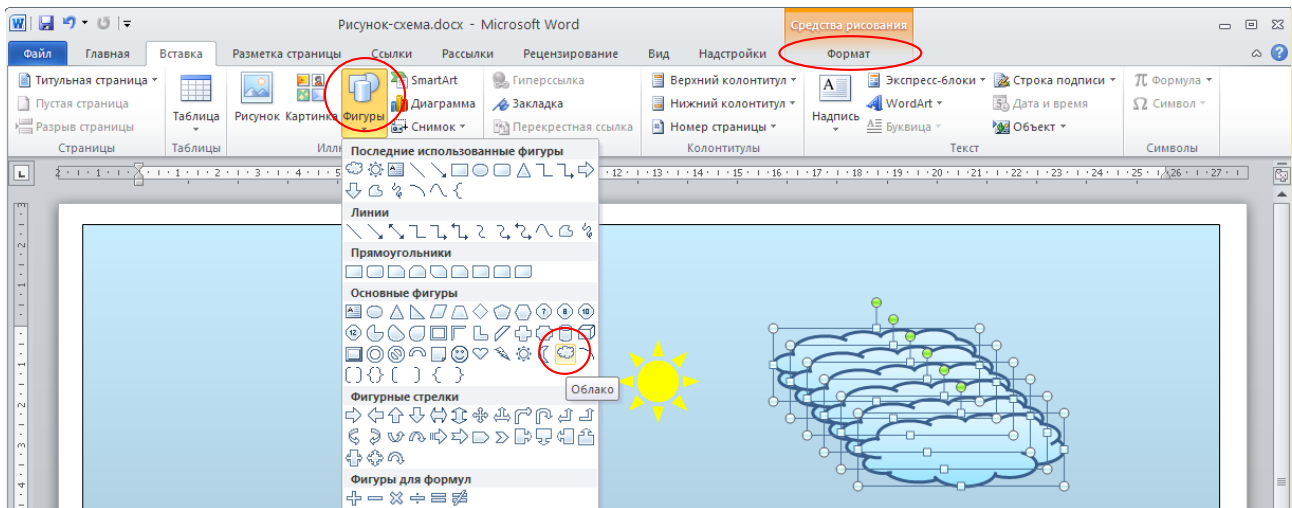 Рисунок-схема.docx - Microsoft Word
Средства рисования
Файл Главная Вставка Разметка страницы Ссылки Рассылки Рецензирование Вид Надстройки Формат
Титульная страница
Пустая страница
Разрыв страницы
Страницы
Таблица
Таблицы
Рисунок Картинка Фигуры
SmartArt
Диаграмма
Снимок
Гиперссылка
Закладка
Перекрестная ссылка
Верхний колонтитул
Нижний колонтитул
Номер страницы
Колонтитулы
Надпись
Экспресс-блоки
WordArt
Буквица
Строка подписи
Дата и время
Объект
Текст
Формула
Символ
Символы
Последние использованные фигуры
Линии
Прямоугольники
Основные фигуры
Облако
Фигурные стрелки
Фигуры для формул